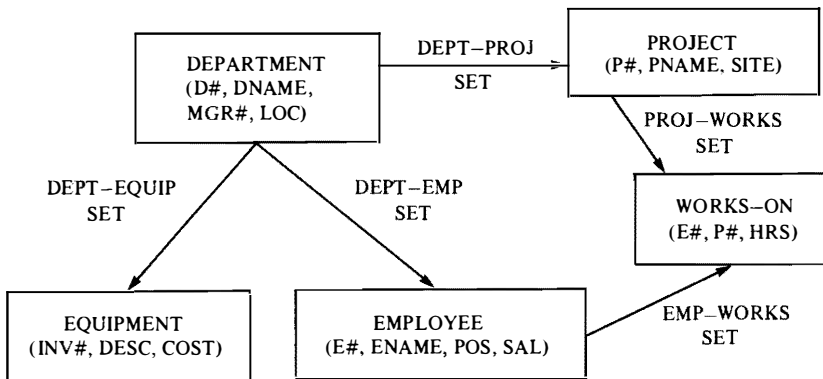 DEPARTMENT
(D#, DNAME,
MGR#, LOC)
DEPT–PROJ
SET
PROJECT
(P#, PNAME, SITE)
PROJ–WORKS
SET
DEPT–EQUIP
SET
DEPT–EMP
SET
WORKS–ON
(E#, P#, HRS)
EQUIPMENT
(INV#, DESC, COST)
EMPLOYEE
(E#, ENAME, POS, SAL)
EMP–WORKS
SET